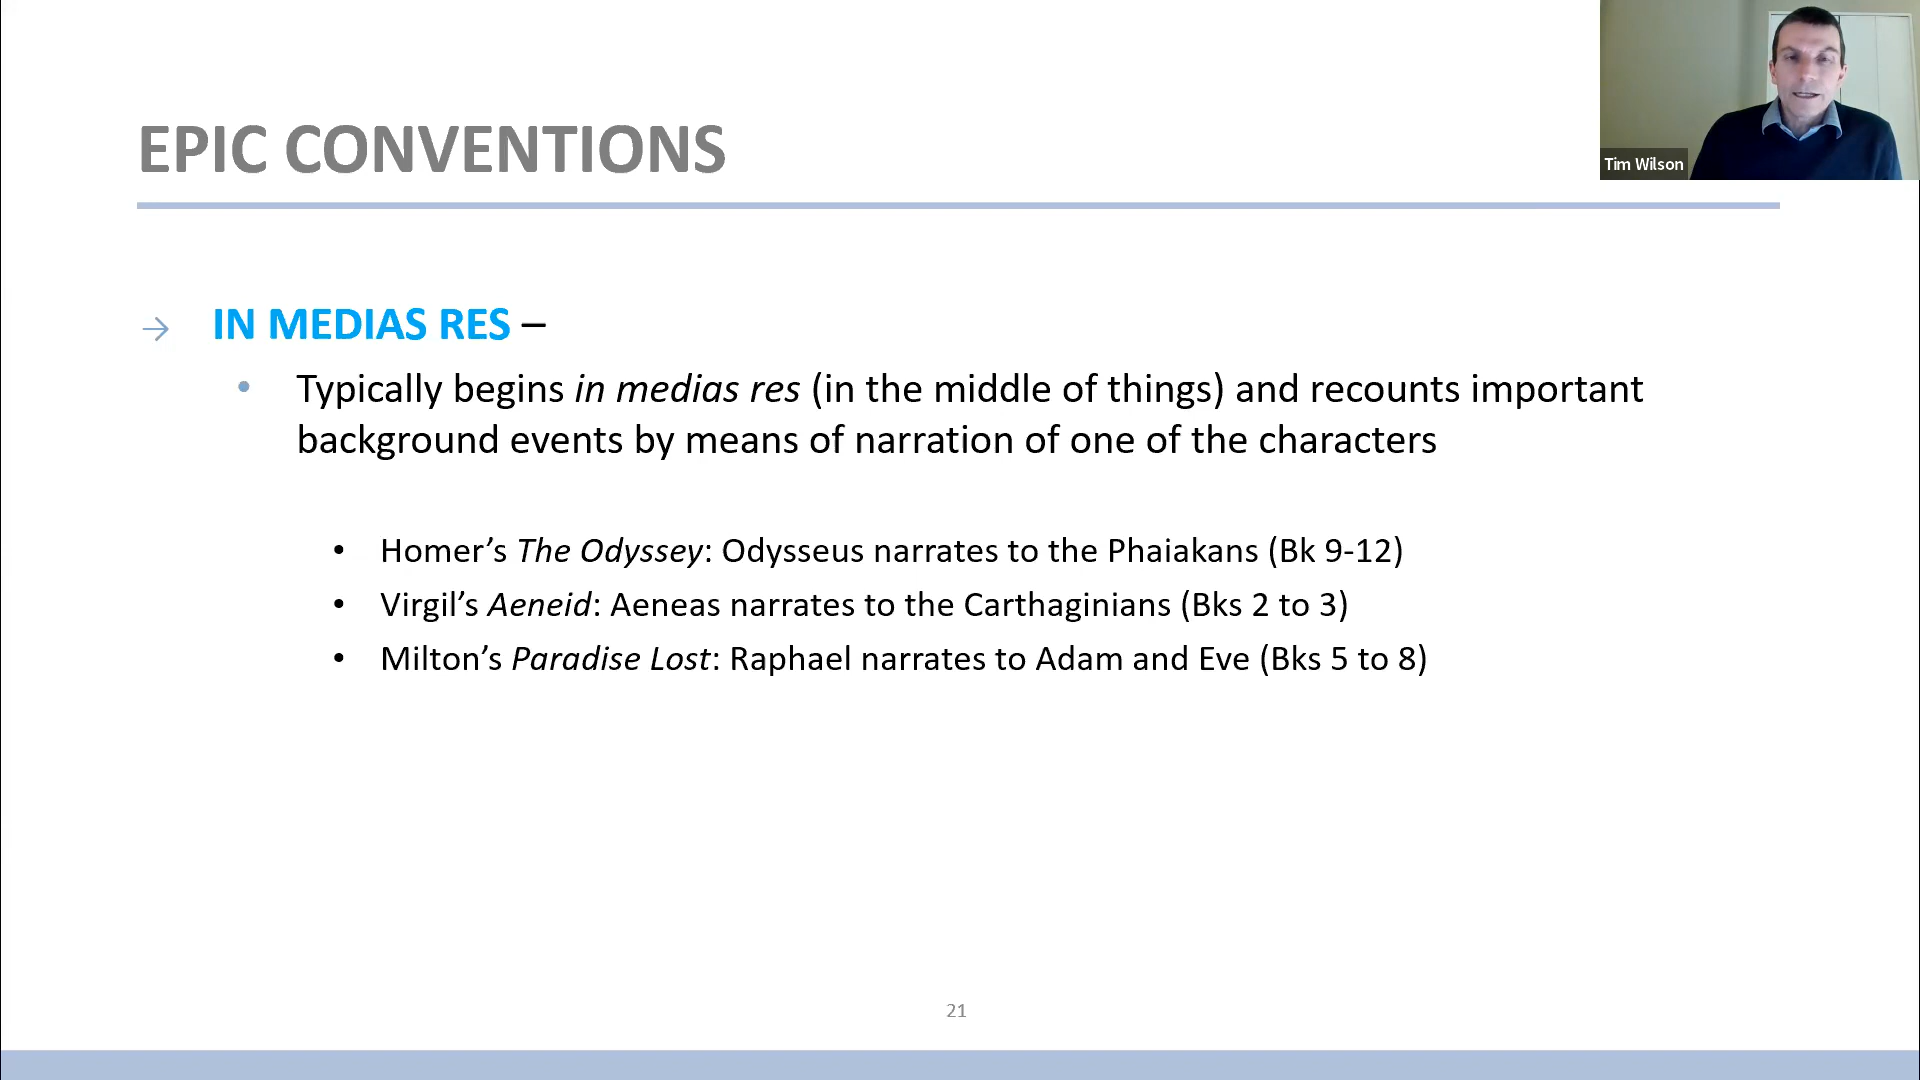 EPIC CONVENTIONS
Tim Wilson
→ IN MEDIAS RES –
• Typically begins in medias res (in the middle of things) and recounts important
background events by means of narration of one of the characters
• Homer’s The Odyssey: Odysseus narrates to the Phaiakans (Bk 9-12)
• Virgil’s Aeneid: Aeneas narrates to the Carthaginians (Bks 2 to 3)
• Milton’s Paradise Lost: Raphael narrates to Adam and Eve (Bks 5 to 8)
21